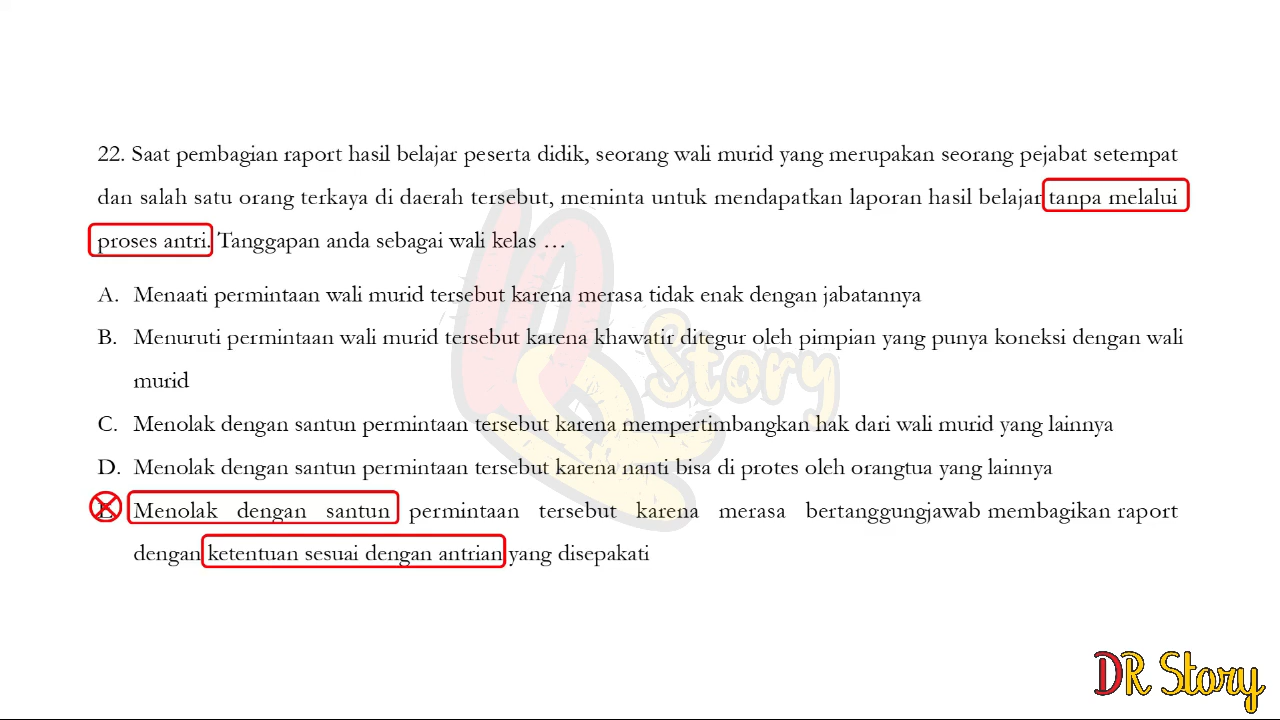 22. Saat pembagian raport hasil belajar peserta didik, seorang wali murid yang merupakan seorang pejabat setempat
dan salah satu orang terkaya di daerah tersebut, meminta untuk mendapatkan laporan hasil belajar tanpa melalui
proses antri. Tanggapan anda sebagai wali kelas …
A. Menaati permintaan wali murid tersebut karena merasa tidak enak dengan jabatannya
B. Menuruti permintaan wali murid tersebut karena khawatir ditegur oleh pimpian yang punya koneksi dengan wali
murid
C. Menolak dengan santun permintaan tersebut karena mempertimbangkan hak dari wali murid yang lainnya
D. Menolak dengan santun permintaan tersebut karena nanti bisa di protes oleh orangtua yang lainnya
E. Menolak dengan santun permintaan tersebut karena merasa bertanggungjawab membagikan raport
dengan ketentuan sesuai dengan antrian yang disepakati
Story
DR Story